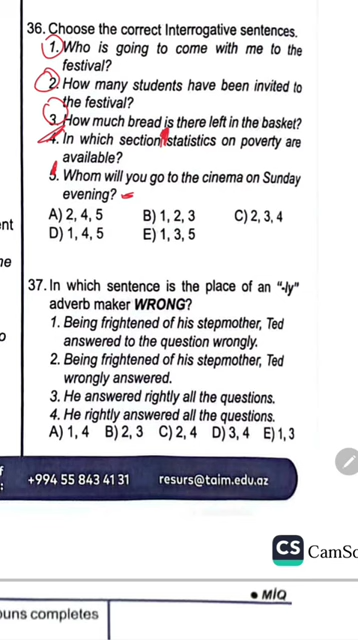 36. Choose the correct Interrogative sentences.
1. Who is going to come with me to the
festival?
2. How many students have been invited to
the festival?
3. How much bread is there left in the basket?
4. In which section statistics on poverty are
available?
5. Whom will you go to the cinema on Sunday
evening?
A) 2, 4, 5 B) 1, 2, 3 C) 2, 3, 4
D) 1, 4, 5 E) 1, 3, 5
37. In which sentence is the place of an "-ly"
adverb maker WRONG?
1. Being frightened of his stepmother, Ted
answered to the question wrongly.
2. Being frightened of his stepmother, Ted
wrongly answered.
3. He answered rightly all the questions.
4. He rightly answered all the questions.
A) 1, 4 B) 2, 3 C) 2, 4 D) 3, 4 E) 1, 3
+994 55 843 41 31 resurs@taim.edu.az
CS CamSc
• MİQ
ouns completes